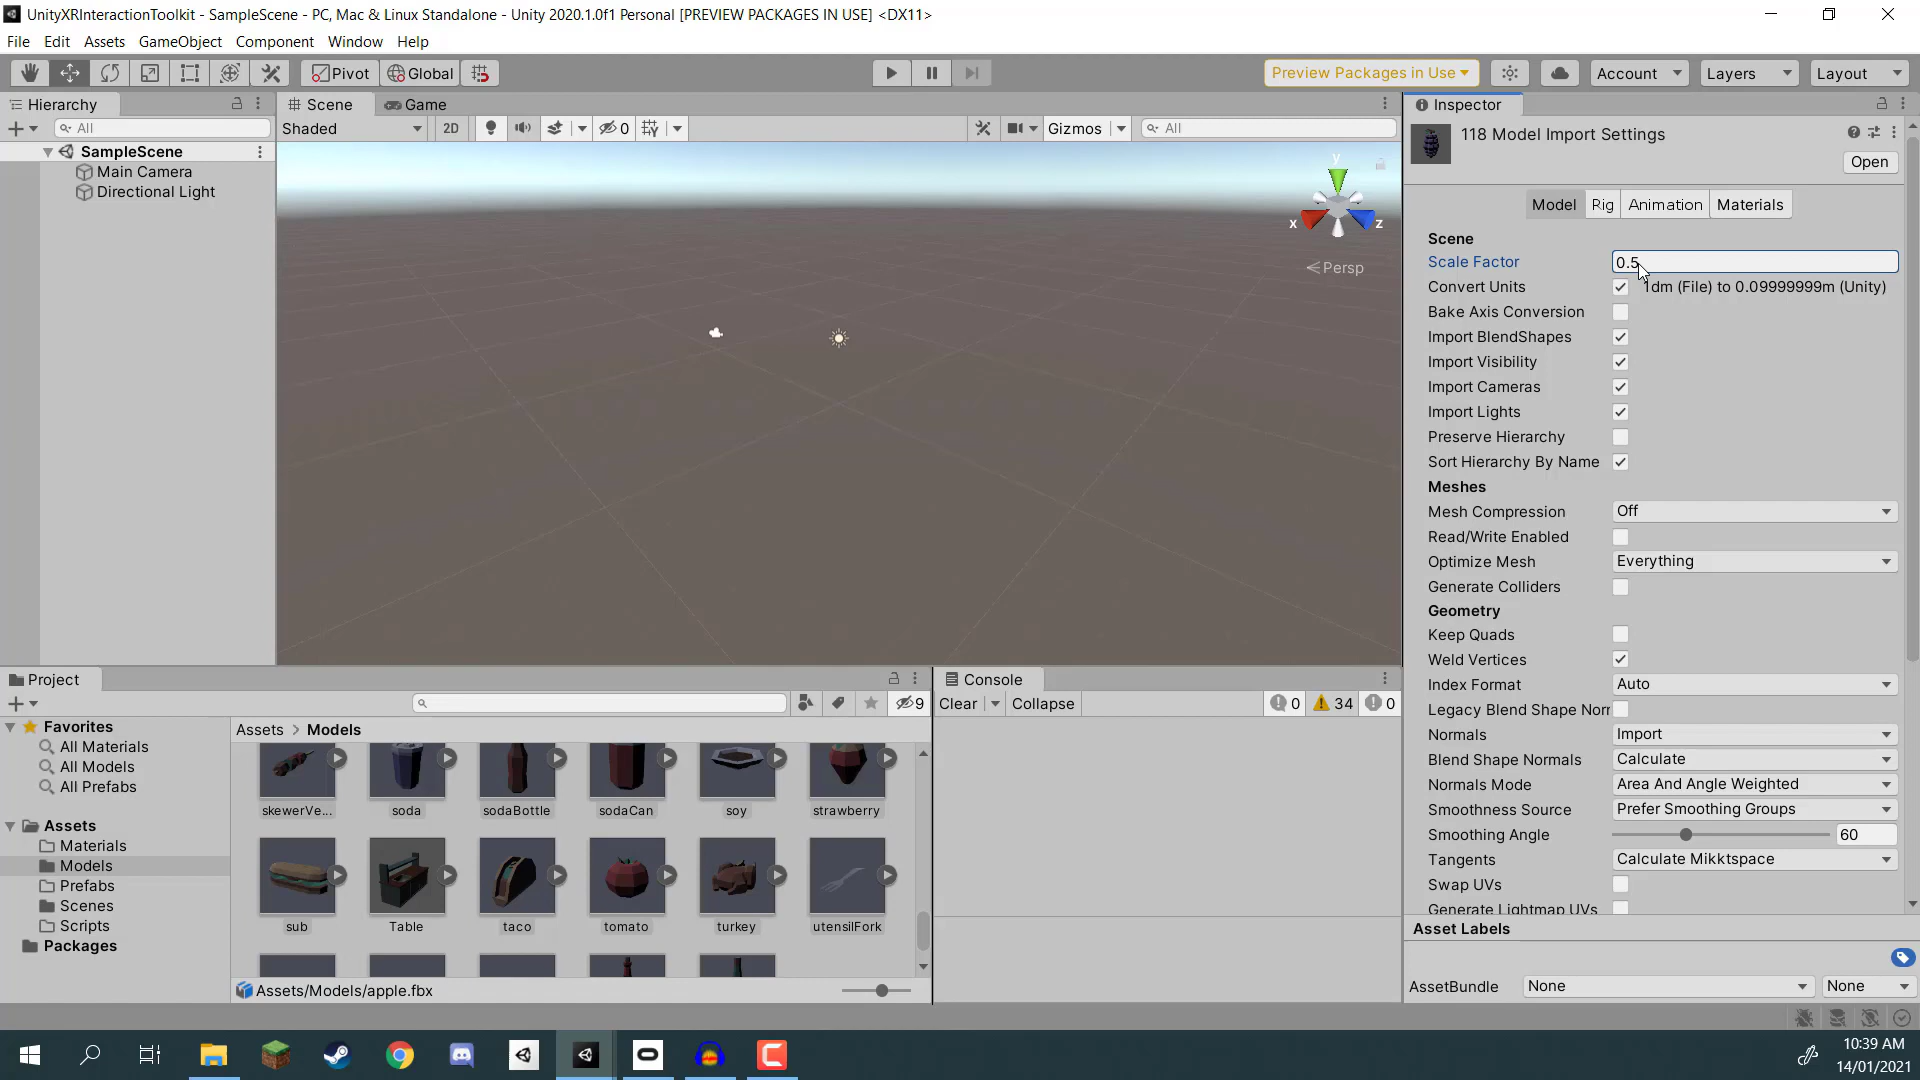 UnityXRInteractionToolkit - SampleScene - PC, Mac & Linux Standalone - Unity 2020.1.0f1 Personal [PREVIEW PACKAGES IN USE] <DX11>
File Edit Assets GameObject Component Window Help
Pivot Global Preview Packages in Use Account Layers Layout
Hierarchy
All
SampleScene
Main Camera
Directional Light
Scene Game
Shaded 2D 0 Gizmos All
y
x z
Persp
Inspector
118 Model Import Settings
Open
Model Rig Animation Materials
Scene
Scale Factor 0.5
Convert Units 1dm (File) to 0.09999999m (Unity)
Bake Axis Conversion
Import BlendShapes
Import Visibility
Import Cameras
Import Lights
Preserve Hierarchy
Sort Hierarchy By Name
Meshes
Mesh Compression Off
Read/Write Enabled
Optimize Mesh Everything
Generate Colliders
Geometry
Keep Quads
Weld Vertices
Index Format Auto
Legacy Blend Shape Norr
Normals Import
Blend Shape Normals Calculate
Normals Mode Area And Angle Weighted
Smoothness Source Prefer Smoothing Groups
Smoothing Angle 60
Tangents Calculate Mikktspace
Swap UVs
Generate Lightmap UVs
Asset Labels
AssetBundle None None
Project
9
Favorites
All Materials
All Models
All Prefabs
Assets
Materials
Models
Prefabs
Scenes
Scripts
Packages
Assets > Models
skewerVe... soda sodaBottle sodaCan soy strawberry
sub Table taco tomato turkey utensilFork
Assets/Models/apple.fbx
Console
Clear Collapse 0 34 0
10:39 AM
14/01/2021